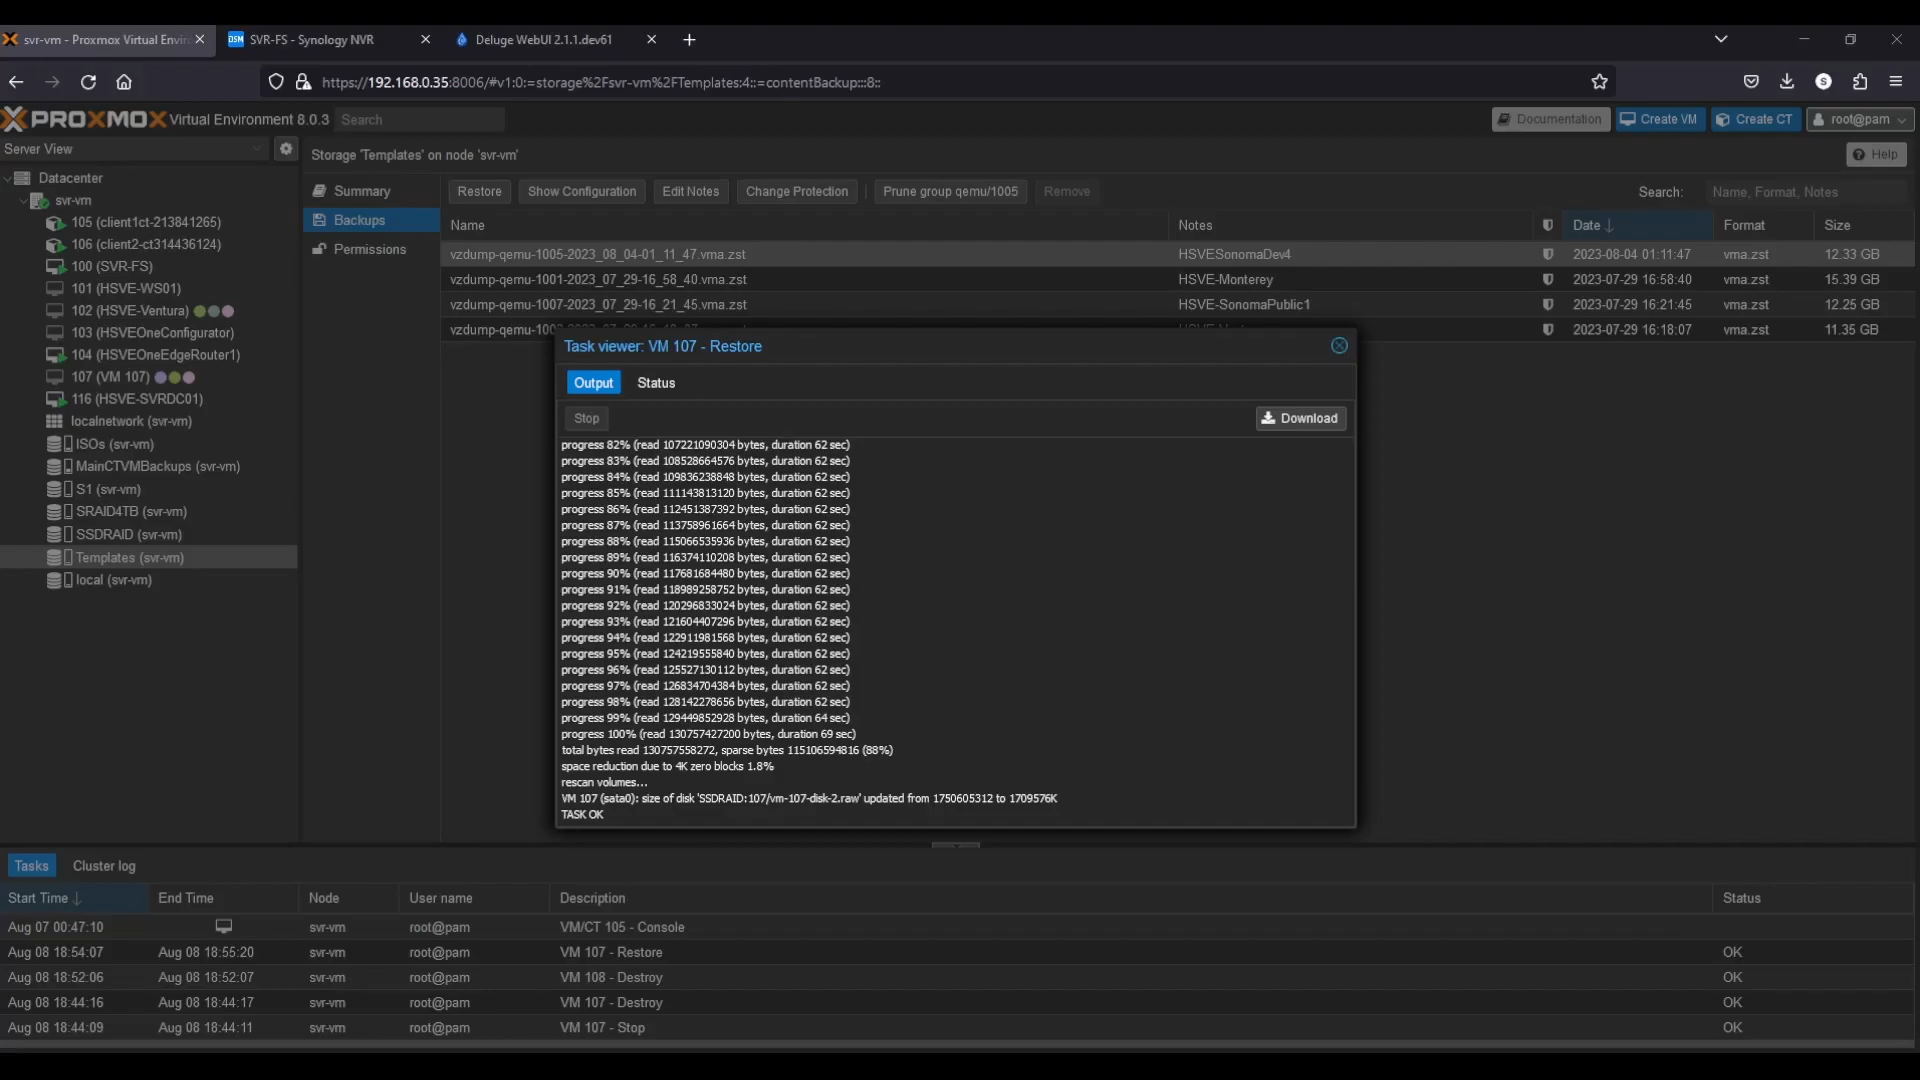 svr-vm - Proxmox Virtual Envir
SVR-FS - Synology NVR
Deluge WebUI 2.1.1.dev61
https://192.168.0.35:8006/#v1:0:=storage%2Fsvr-vm%2FTemplates:4::=contentBackup:::8::
PROXMOX Virtual Environment 8.0.3 Search Documentation Create VM Create CT root@pam
Server View
Storage 'Templates' on node 'svr-vm' Help
Datacenter
svr-vm
105 (client1ct-213841265)
106 (client2-ct314436124)
100 (SVR-FS)
101 (HSVE-WS01)
102 (HSVE-Ventura)
103 (HSVEOneConfigurator)
104 (HSVEOneEdgeRouter1)
107 (VM 107)
116 (HSVE-SVRDC01)
localnetwork (svr-vm)
ISOs (svr-vm)
MainCTVMBackups (svr-vm)
S1 (svr-vm)
SRAID4TB (svr-vm)
SSDRAID (svr-vm)
Templates (svr-vm)
local (svr-vm)
Summary
Backups
Permissions
Restore Show Configuration Edit Notes Change Protection Prune group qemu/1005 Remove Search: Name, Format, Notes
Name Notes Date Format Size
vzdump-qemu-1005-2023_08_04-01_11_47.vma.zst HSVESonomaDev4 2023-08-04 01:11:47 vma.zst 12.33 GB
vzdump-qemu-1001-2023_07_29-16_58_40.vma.zst HSVE-Monterey 2023-07-29 16:58:40 vma.zst 15.39 GB
vzdump-qemu-1007-2023_07_29-16_21_45.vma.zst HSVE-SonomaPublic1 2023-07-29 16:21:45 vma.zst 12.25 GB
2023-07-29 16:18:07 vma.zst 11.35 GB
Task viewer: VM 107 - Restore
Output Status
Stop Download
progress 82% (read 107221090304 bytes, duration 62 sec)
progress 83% (read 108528664576 bytes, duration 62 sec)
progress 84% (read 109836238848 bytes, duration 62 sec)
progress 85% (read 111143813120 bytes, duration 62 sec)
progress 86% (read 112451387392 bytes, duration 62 sec)
progress 87% (read 113758961664 bytes, duration 62 sec)
progress 88% (read 115066535936 bytes, duration 62 sec)
progress 89% (read 116374110208 bytes, duration 62 sec)
progress 90% (read 117681684480 bytes, duration 62 sec)
progress 91% (read 118989258752 bytes, duration 62 sec)
progress 92% (read 120296833024 bytes, duration 62 sec)
progress 93% (read 121604407296 bytes, duration 62 sec)
progress 94% (read 122911981568 bytes, duration 62 sec)
progress 95% (read 124219555840 bytes, duration 62 sec)
progress 96% (read 125527130112 bytes, duration 62 sec)
progress 97% (read 126834704384 bytes, duration 62 sec)
progress 98% (read 128142278656 bytes, duration 62 sec)
progress 99% (read 129449852928 bytes, duration 64 sec)
progress 100% (read 130757427200 bytes, duration 69 sec)
total bytes read 130757558272, sparse bytes 115106594816 (88%)
space reduction due to 4K zero blocks 1.8%
rescan volumes...
VM 107 (sata0): size of disk 'SSDRAID:107/vm-107-disk-2.raw' updated from 1750605312 to 1709576K
TASK OK
Tasks Cluster log
Start Time End Time Node User name Description Status
Aug 07 00:47:10 svr-vm root@pam VM/CT 105 - Console
Aug 08 18:54:07 Aug 08 18:55:20 svr-vm root@pam VM 107 - Restore OK
Aug 08 18:52:06 Aug 08 18:52:07 svr-vm root@pam VM 108 - Destroy OK
Aug 08 18:44:16 Aug 08 18:44:17 svr-vm root@pam VM 107 - Destroy OK
Aug 08 18:44:09 Aug 08 18:44:11 svr-vm root@pam VM 107 - Stop OK